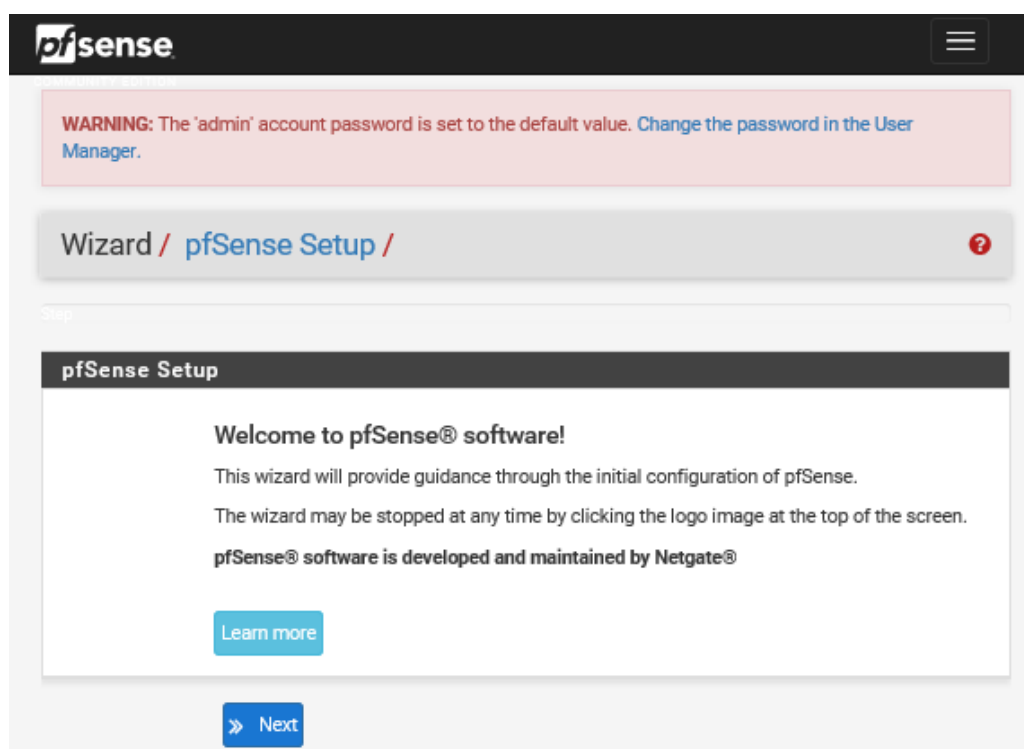 pfsense
COMMUNITY EDITION
WARNING: The 'admin' account password is set to the default value. Change the password in the User
Manager.
Wizard / pfSense Setup /
Step
pfSense Setup
Welcome to pfSense® software!
This wizard will provide guidance through the initial configuration of pfSense.
The wizard may be stopped at any time by clicking the logo image at the top of the screen.
pfSense® software is developed and maintained by Netgate®
Learn more
» Next